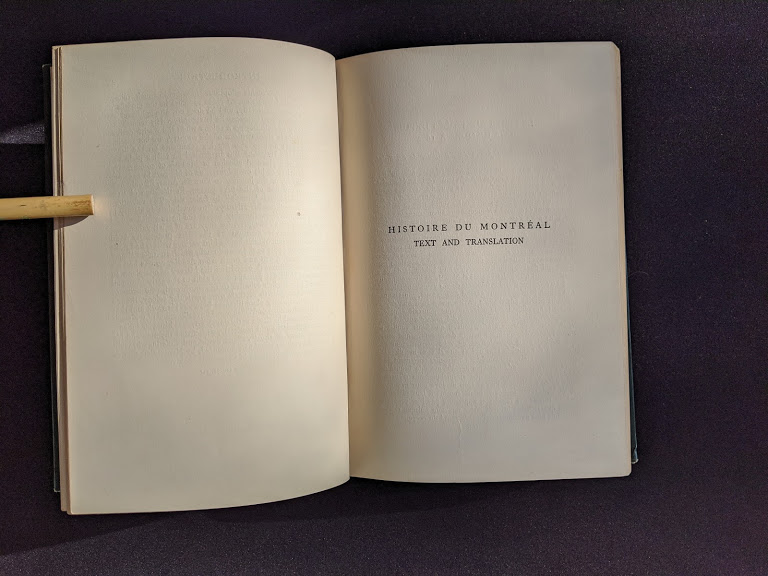 HISTOIRE DU MONTRÉAL
TEXT AND TRANSLATION